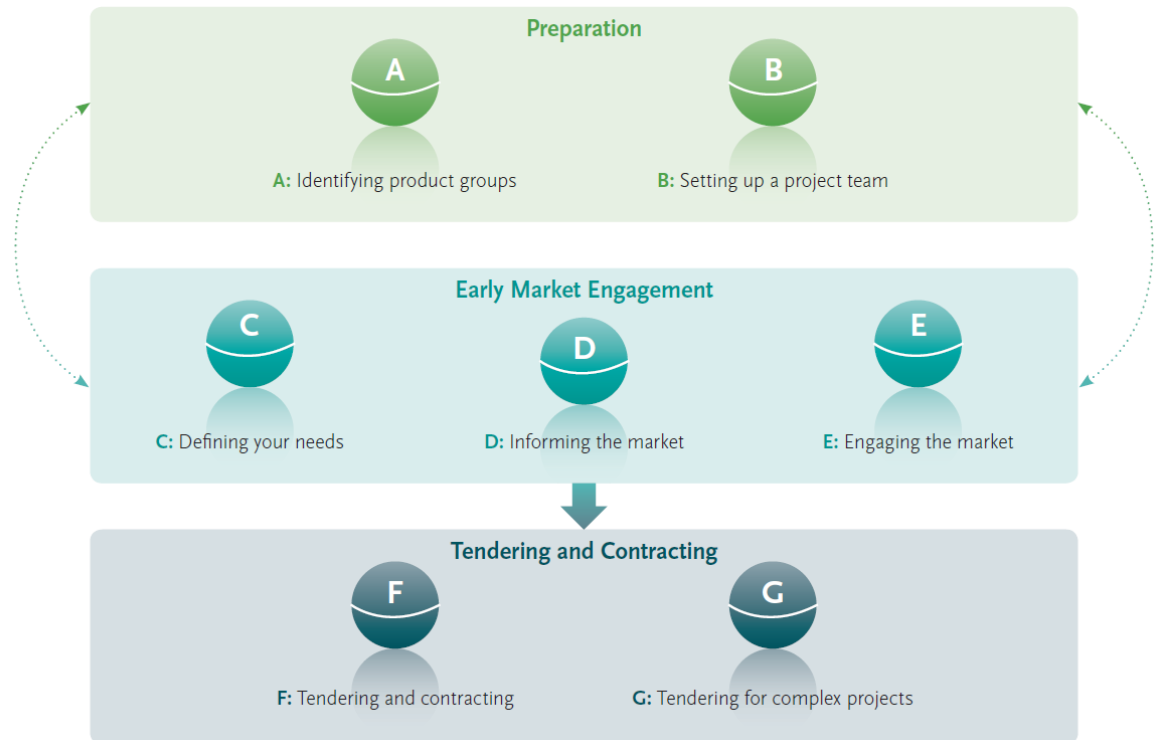 Preparation
A
B
A: Identifying product groups
B: Setting up a project team
Early Market Engagement
C
D
E
C: Defining your needs
D: Informing the market
E: Engaging the market
Tendering and Contracting
F
G
F: Tendering and contracting
G: Tendering for complex projects